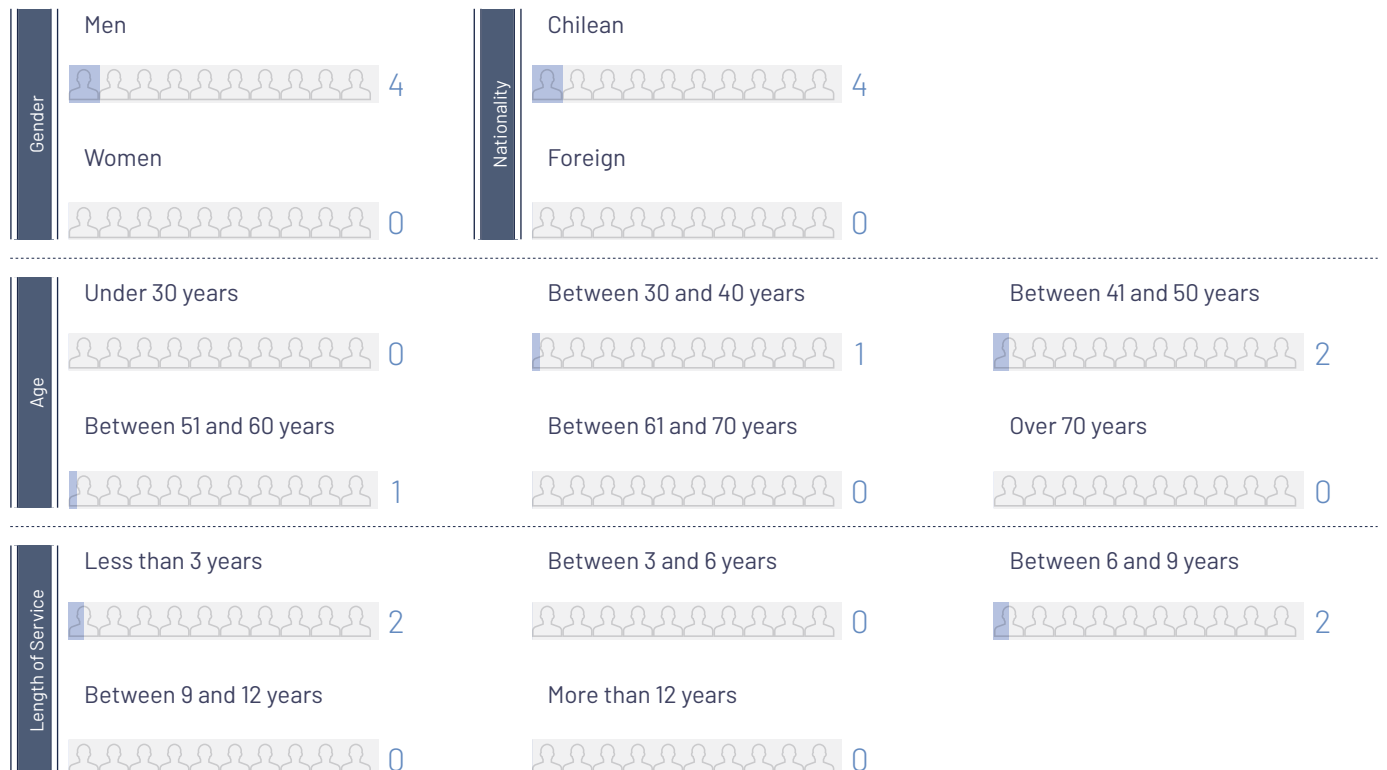 Gender
Men
4
Women
0
Nationality
Chilean
4
Foreign
0
Age
Under 30 years
0
Between 30 and 40 years
1
Between 41 and 50 years
2
Between 51 and 60 years
1
Between 61 and 70 years
0
Over 70 years
0
Length of Service
Less than 3 years
2
Between 3 and 6 years
0
Between 6 and 9 years
2
Between 9 and 12 years
0
More than 12 years
0